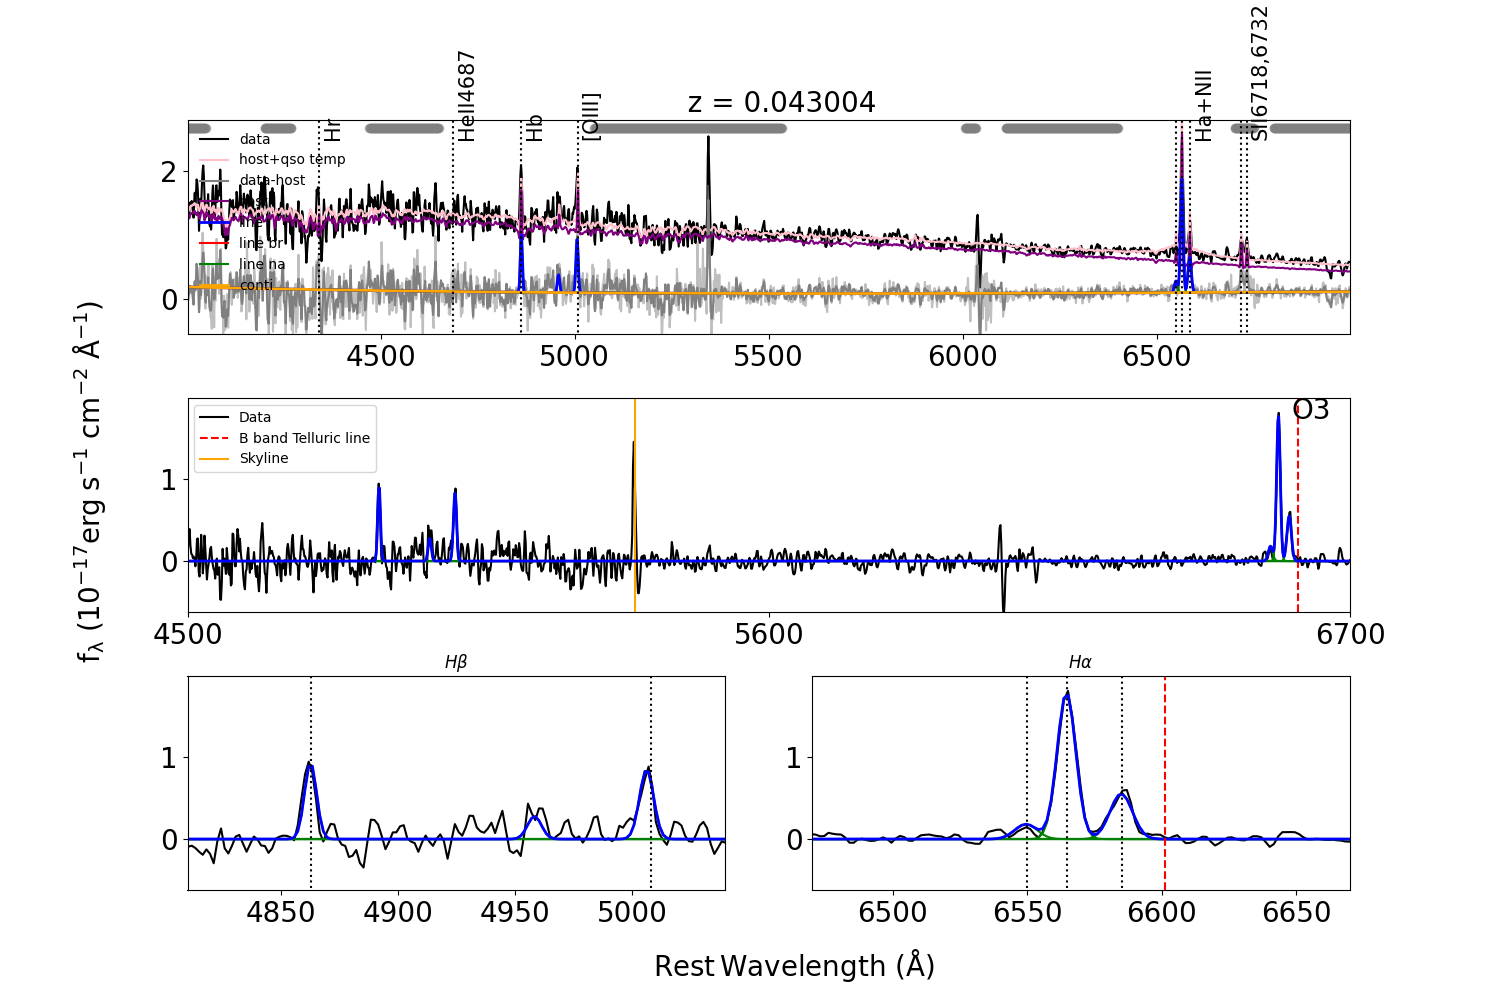 z = 0.043004
Hr
HeII4687
Hb
[OIII]
Ha+NII
SII6718,6732
data
host+qso temp
data-host
line
line br
line na
conti
2
0
4500 5000 5500 6000 6500
Data
B band Telluric line
Skyline
O3
1
0
4500 5600 6700
fλ (10⁻¹⁷erg s⁻¹ cm⁻² Å⁻¹)
Hβ
1
0
4850 4900 4950 5000
Hα
1
0
6500 6550 6600 6650
Rest Wavelength (Å)